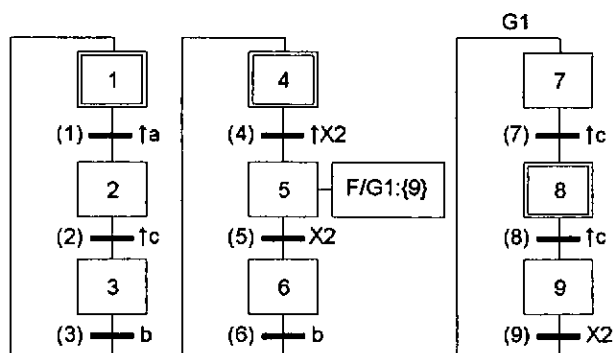 G1
1 4 7
(1) ↑a (4) ↑X2 (7) ↑c
2 5 F/G1:{9} 8
(2) ↑c (5) X2 (8) ↑c
3 6 9
(3) b (6) b (9) X2